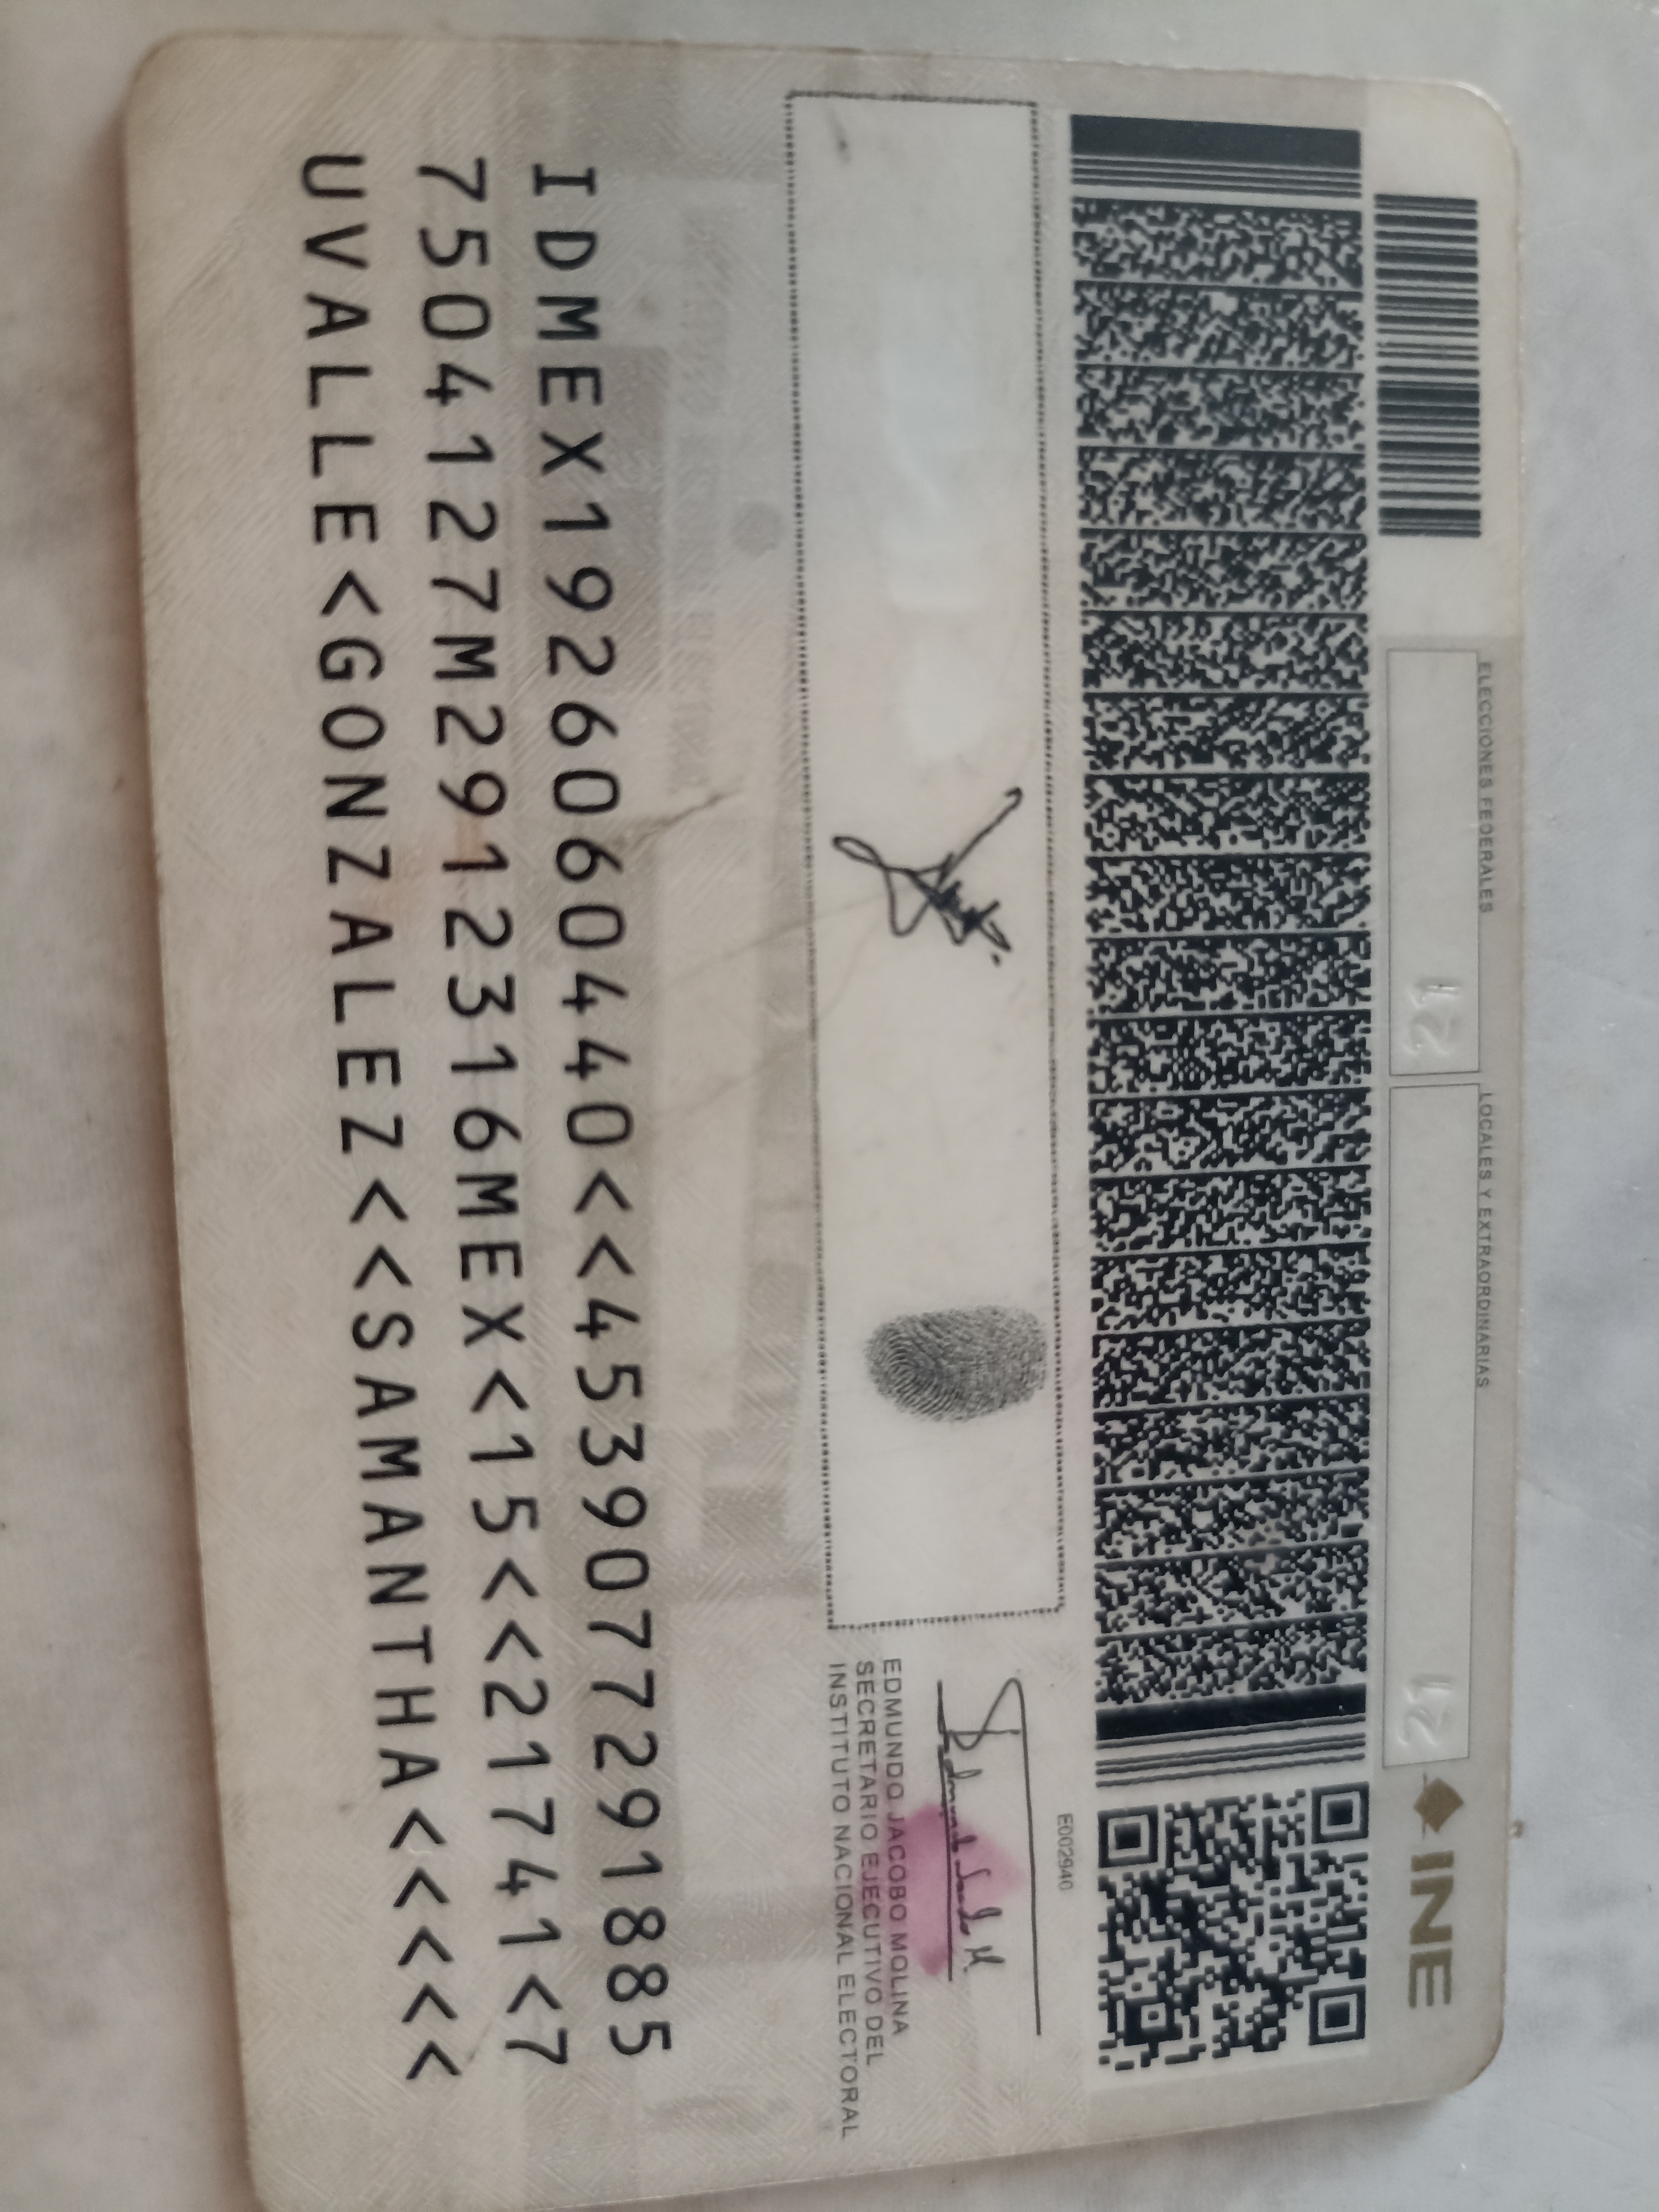 ELECCIONES FEDERALES
LOCALES Y EXTRAORDINARIAS
21
21
INE
E002940
EDMUNDO JACOBO MOLINA
SECRETARIO EJECUTIVO DEL
INSTITUTO NACIONAL ELECTORAL
IDMEX1926060440<<4539077291885
7504127M2912316MEX<15<<21741<7
UVALLE<GONZALEZ<<SAMANTHA<<<<<